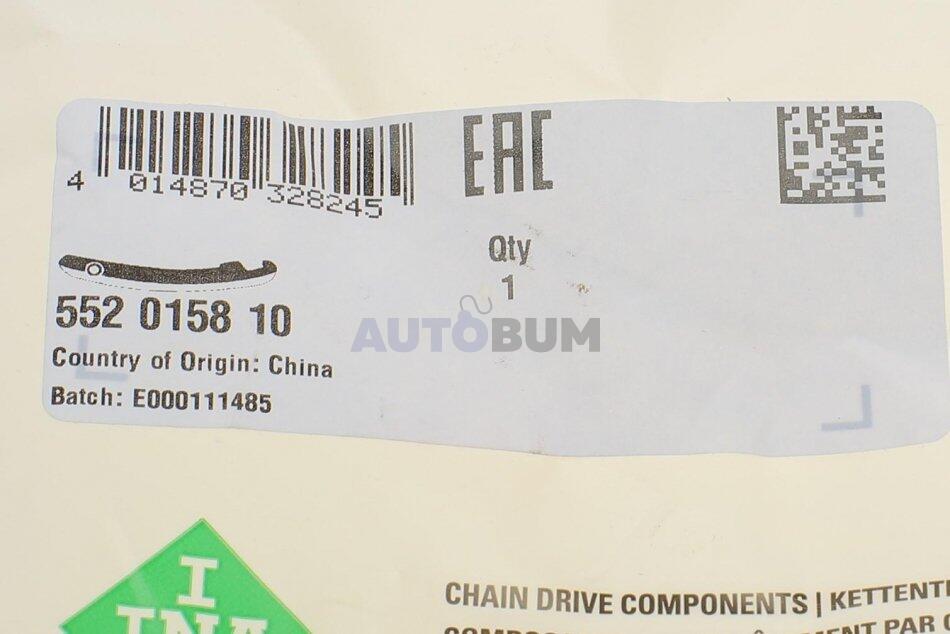 4 014870 328245
EAC
Qty
1
552 0158 10
AUTOBUM
Country of Origin: China
Batch: E000111485
I
INA
CHAIN DRIVE COMPONENTS |